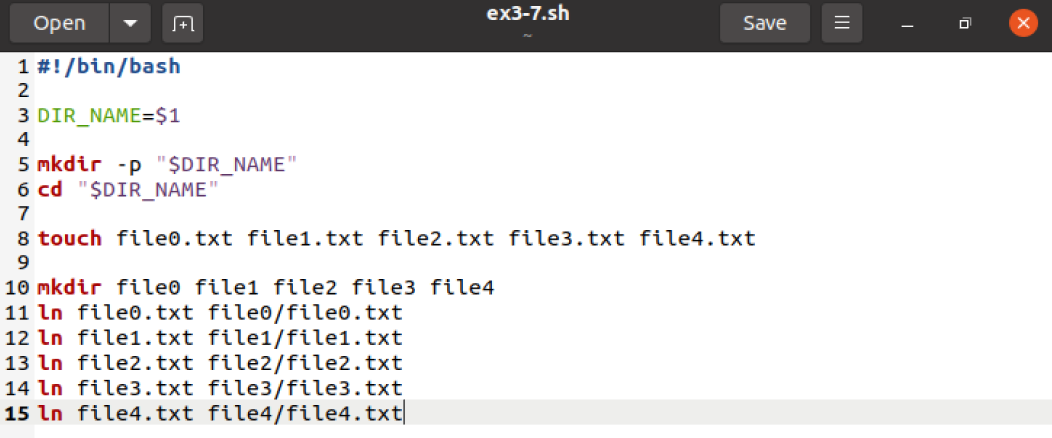 Open
ex3-7.sh
~
Save
1 #!/bin/bash
2
3 DIR_NAME=$1
4
5 mkdir -p "$DIR_NAME"
6 cd "$DIR_NAME"
7
8 touch file0.txt file1.txt file2.txt file3.txt file4.txt
9
10 mkdir file0 file1 file2 file3 file4
11 ln file0.txt file0/file0.txt
12 ln file1.txt file1/file1.txt
13 ln file2.txt file2/file2.txt
14 ln file3.txt file3/file3.txt
15 ln file4.txt file4/file4.txt